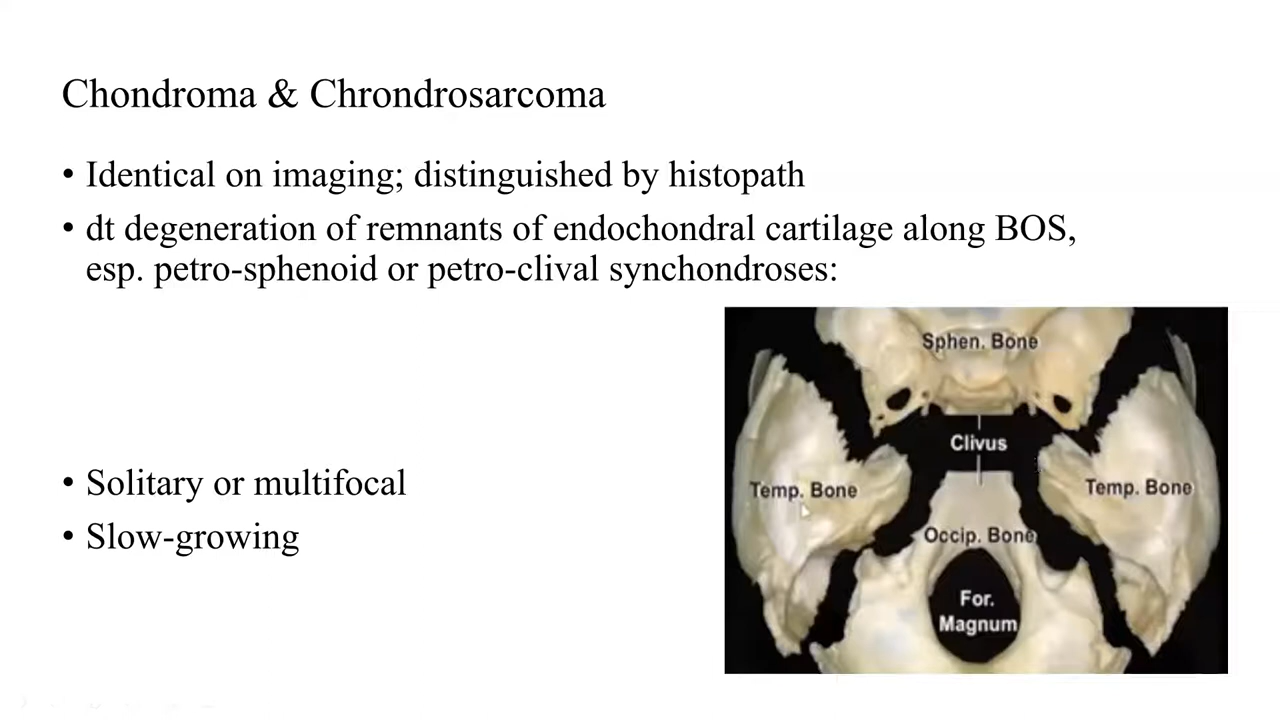 Chondroma & Chrondrosarcoma
• Identical on imaging; distinguished by histopath
• dt degeneration of remnants of endochondral cartilage along BOS,
esp. petro-sphenoid or petro-clival synchondroses:
• Solitary or multifocal
• Slow-growing
Sphen. Bone
Clivus
Temp. Bone
Temp. Bone
Occip. Bone
For.
Magnum